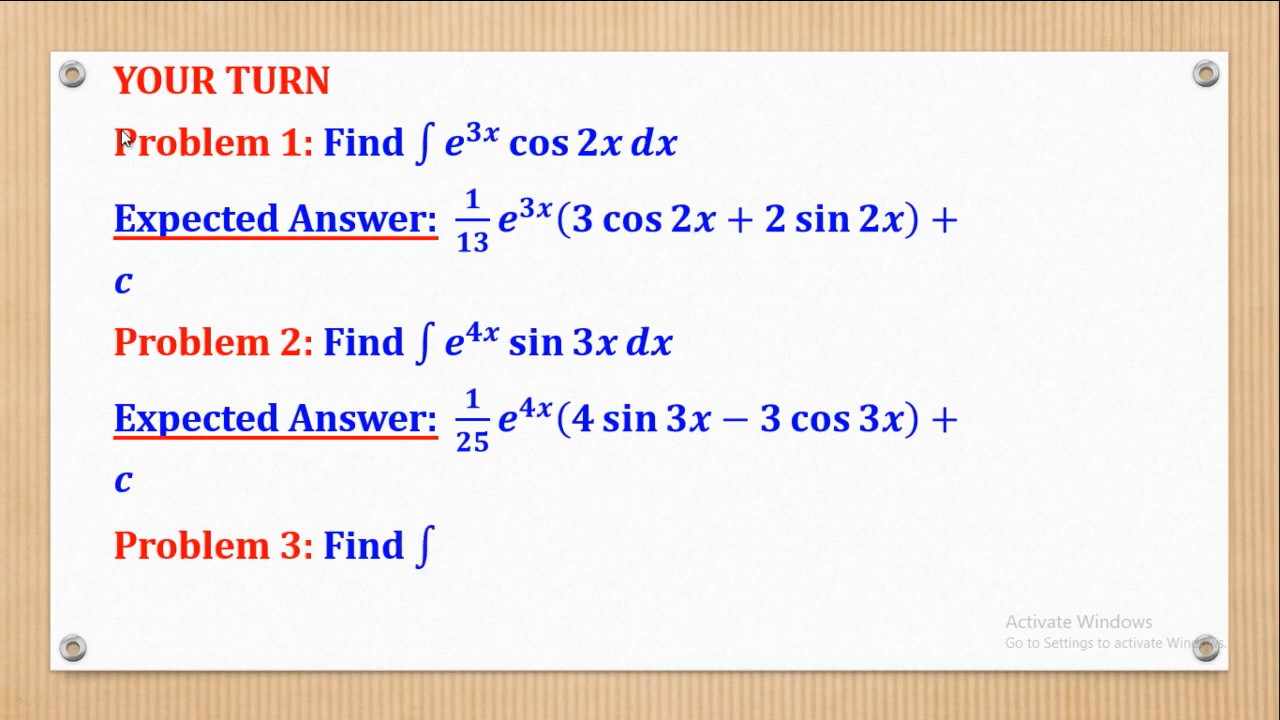 YOUR TURN
Problem 1: Find ∫ e^{3x} cos 2x dx
Expected Answer: \frac{1}{13} e^{3x}(3 cos 2x + 2 sin 2x) +
c
Problem 2: Find ∫ e^{4x} sin 3x dx
Expected Answer: \frac{1}{25} e^{4x}(4 sin 3x − 3 cos 3x) +
c
Problem 3: Find ∫
Activate Windows
Go to Settings to activate Windows.